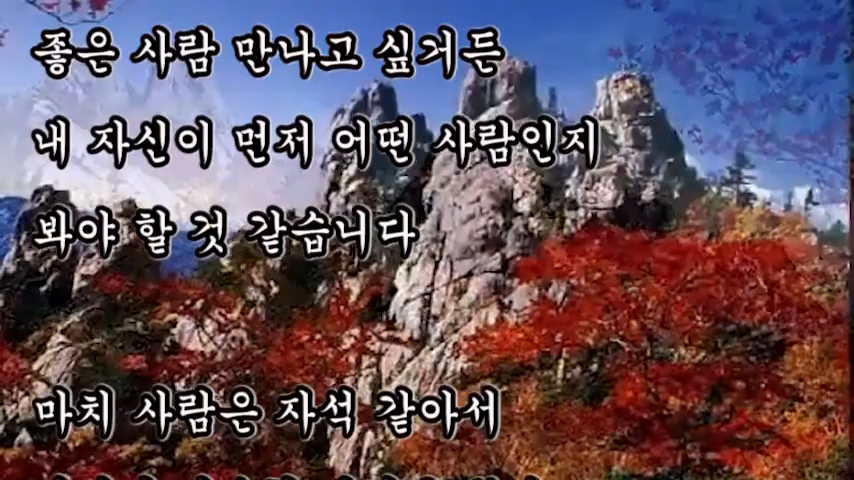 좋은 사람 만나고 싶거든
내 자신이 먼저 어떤 사람인지
봐야 할 것 같습니다
마치 사람은 자석 같아서